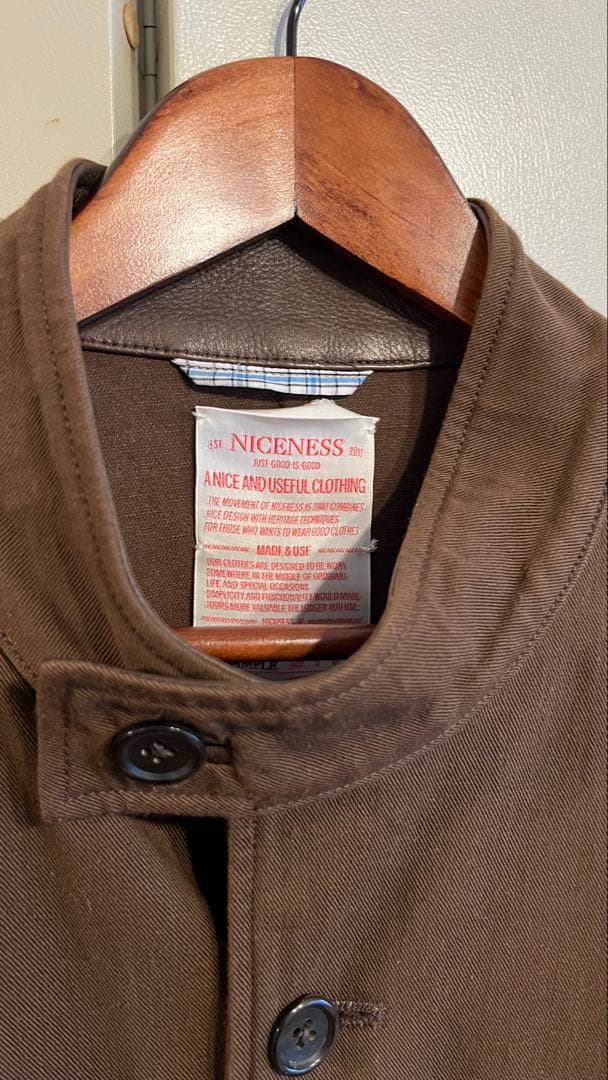 EST. NICENESS 201
JUST-GOOD-IS-GOOD
A NICE AND USEFUL CLOTHING
THE MOVEMENT OF NICENESS IS THAT COMBINES
NICE DESIGN WITH HERITAGE TECHNIQUES
FOR THOSE WHO WANTS TO WEAR GOOD CLOTHES
MADE & USE
OUR CLOTHES ARE DESIGNED TO BE WORN
SOMEWHERE IN THE MIDDLE OF ORDINARY
LIFE AND SPECIAL OCCASIONS.
SIMPLICITY AND FUNCTIONALITY WOULD MAKE
YOURS MORE VALUABLE THE LONGER YOU USE.
NICENESS